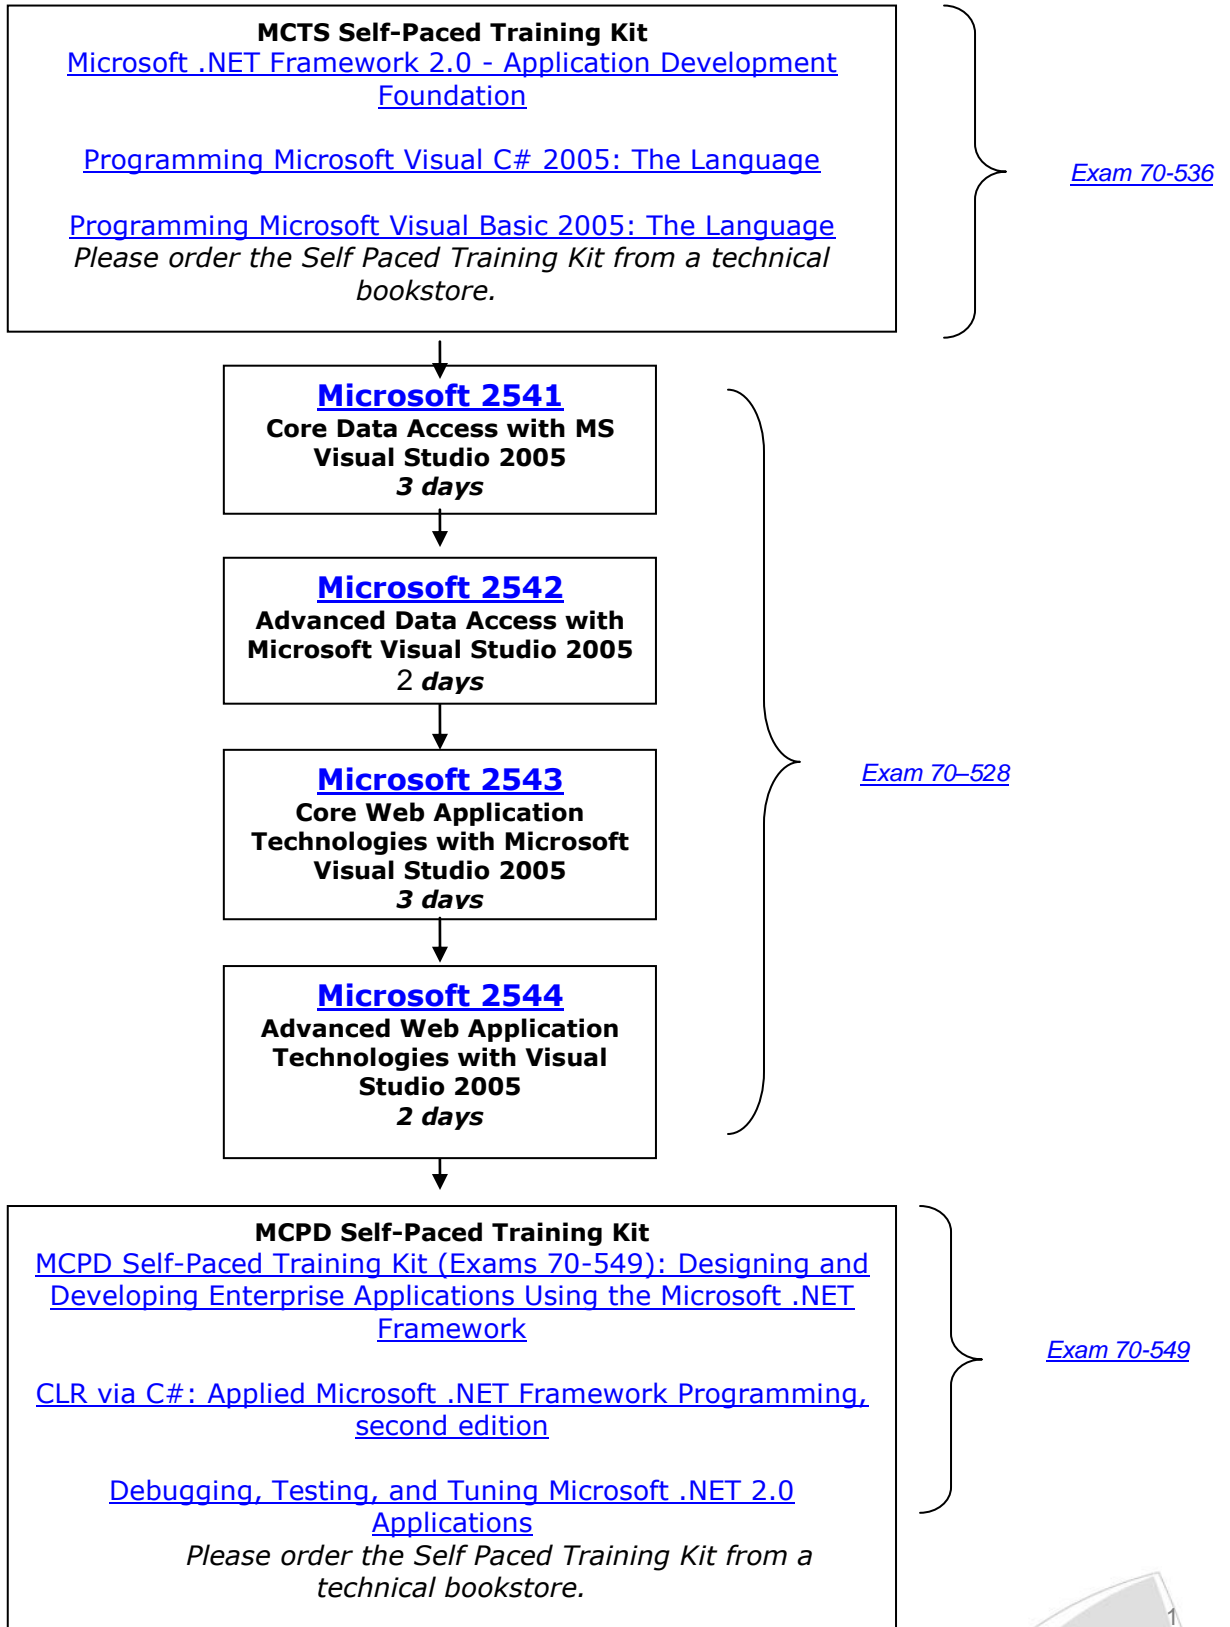 MCTS Self-Paced Training Kit
Microsoft .NET Framework 2.0 - Application Development
Foundation
Programming Microsoft Visual C# 2005: The Language
Programming Microsoft Visual Basic 2005: The Language
Please order the Self Paced Training Kit from a technical
bookstore.
Exam 70-536
Microsoft 2541
Core Data Access with MS
Visual Studio 2005
3 days
Microsoft 2542
Advanced Data Access with
Microsoft Visual Studio 2005
2 days
Microsoft 2543
Core Web Application
Technologies with Microsoft
Visual Studio 2005
3 days
Exam 70–528
Microsoft 2544
Advanced Web Application
Technologies with Visual
Studio 2005
2 days
MCPD Self-Paced Training Kit
MCPD Self-Paced Training Kit (Exams 70-549): Designing and
Developing Enterprise Applications Using the Microsoft .NET
Framework
CLR via C#: Applied Microsoft .NET Framework Programming,
second edition
Debugging, Testing, and Tuning Microsoft .NET 2.0
Applications
Please order the Self Paced Training Kit from a
technical bookstore.
Exam 70-549
1